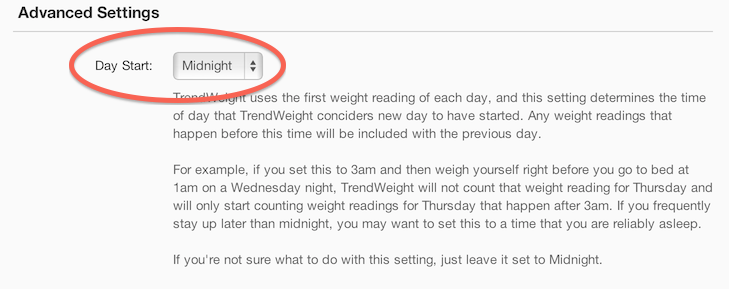 Advanced Settings
Day Start: Midnight
TrendWeight uses the first weight reading of each day, and this setting determines the time
of day that TrendWeight conciders new day to have started. Any weight readings that
happen before this time will be included with the previous day.
For example, if you set this to 3am and then weigh yourself right before you go to bed at
1am on a Wednesday night, TrendWeight will not count that weight reading for Thursday and
will only start counting weight readings for Thursday that happen after 3am. If you frequently
stay up later than midnight, you may want to set this to a time that you are reliably asleep.
If you're not sure what to do with this setting, just leave it set to Midnight.